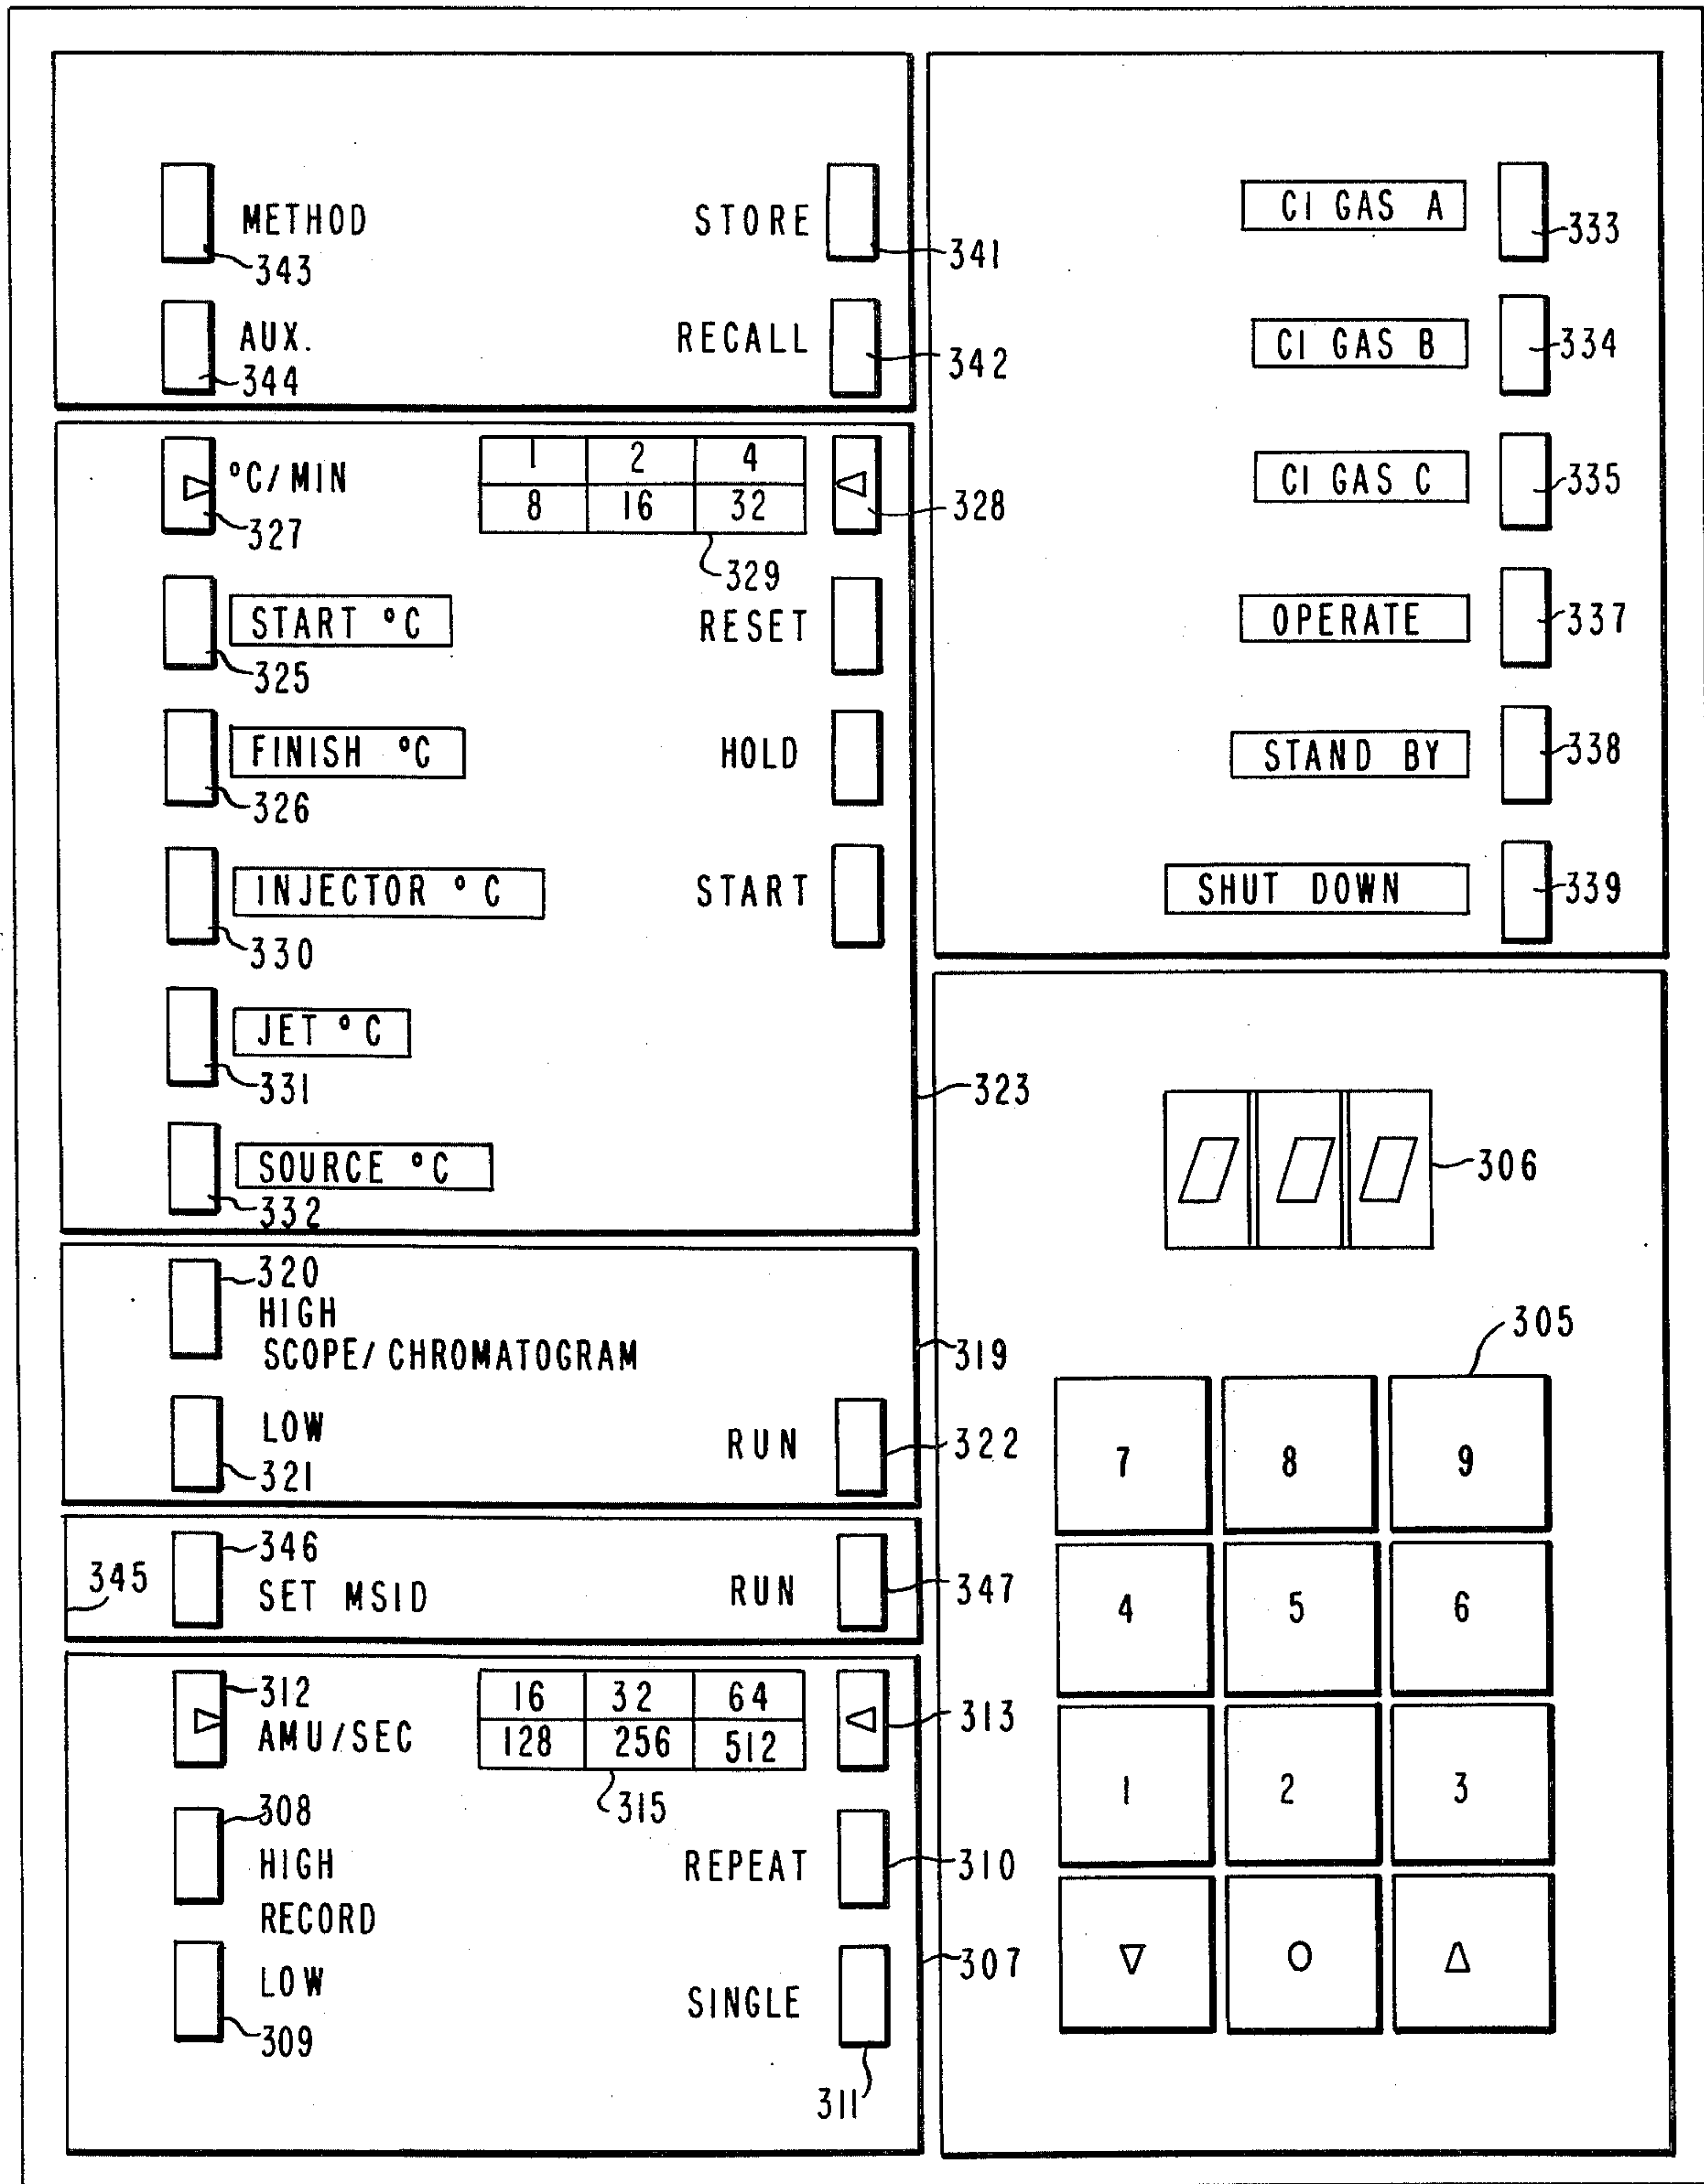 METHOD
343
STORE
341
AUX.
344
RECALL
342
°C/MIN
327
1 2 4
8 16 32
329
328
START °C
325
RESET
FINISH °C
326
HOLD
INJECTOR °C
330
START
JET °C
331
323
SOURCE °C
332
320
HIGH
SCOPE/CHROMATOGRAM
319
LOW
321
RUN
322
345
346
SET MSID
RUN
347
312
AMU/SEC
16 32 64
128 256 512
315
313
308
HIGH
RECORD
REPEAT
310
LOW
309
307
SINGLE
311
CI GAS A
333
CI GAS B
334
CI GAS C
335
OPERATE
337
STAND BY
338
SHUT DOWN
339
0 0 0
306
305
7 8 9
4 5 6
1 2 3
▽ 0 △